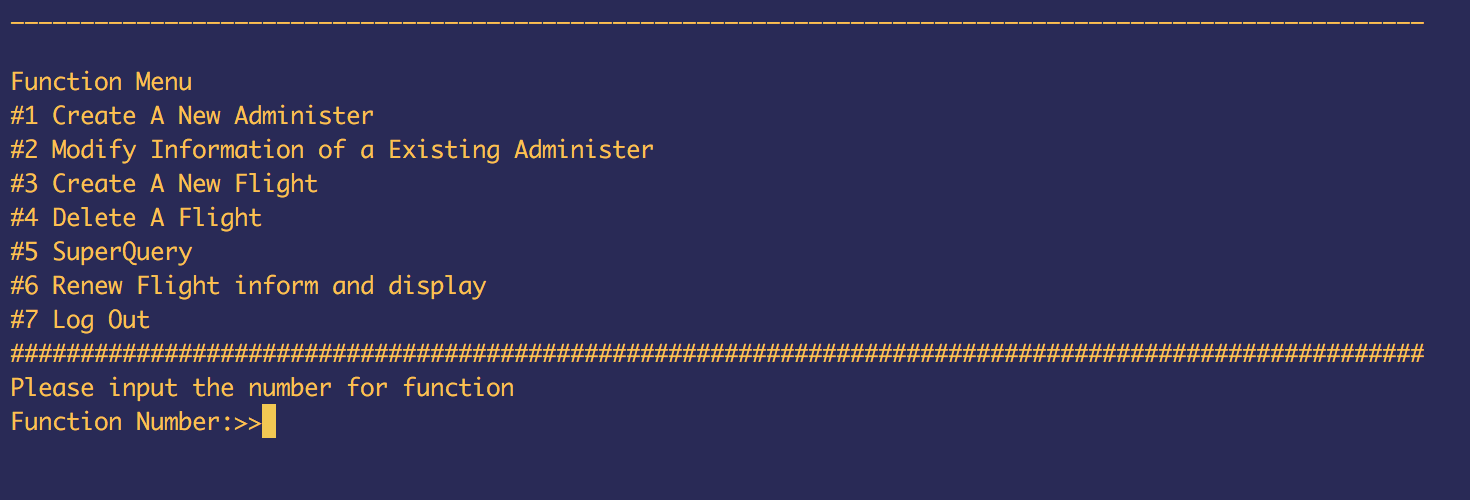 Function Menu
#1 Create A New Administer
#2 Modify Information of a Existing Administer
#3 Create A New Flight
#4 Delete A Flight
#5 SuperQuery
#6 Renew Flight inform and display
#7 Log Out
#####################################################################################################
Please input the number for function
Function Number:>>